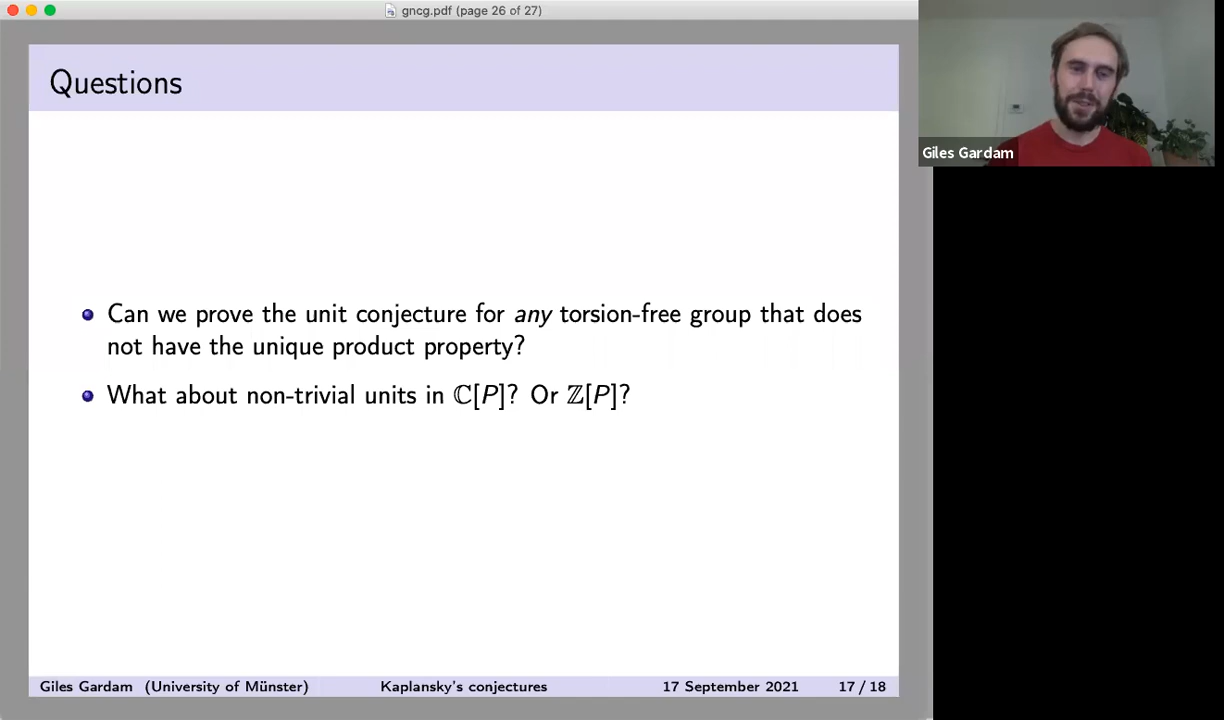 gncg.pdf (page 26 of 27)
Questions
Giles Gardam
Can we prove the unit conjecture for any torsion-free group that does
not have the unique product property?
What about non-trivial units in ℂ[P]? Or ℤ[P]?
Giles Gardam (University of Münster) Kaplansky's conjectures 17 September 2021 17 / 18